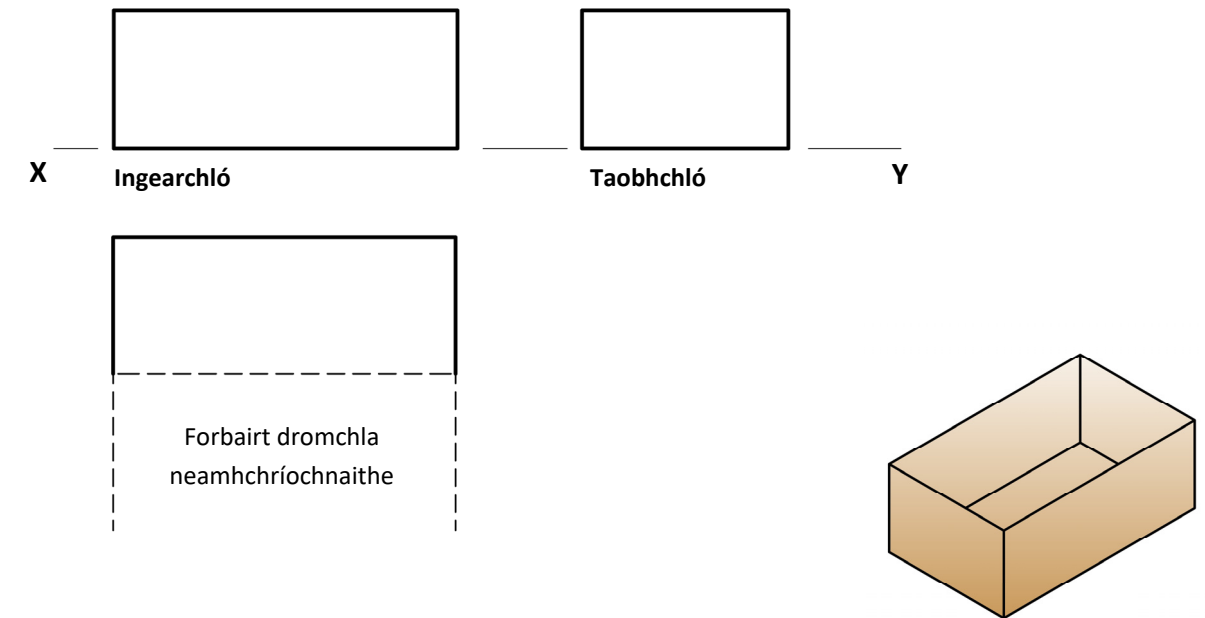 X
Ingearchló
Taobhchló
Y
Forbairt dromchla
neamhchríochnaithe